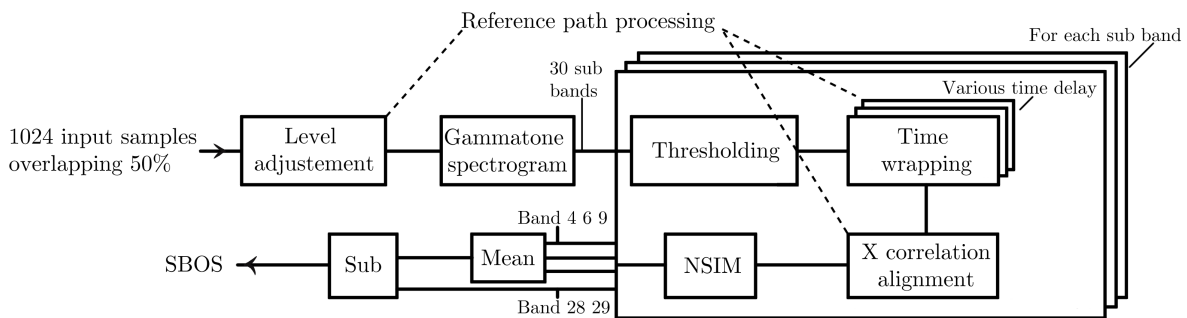 Reference path processing
For each sub band
30 sub
bands
Various time delay
1024 input samples
overlapping 50%
Level
adjustement
Gammatone
spectrogram
Thresholding
Time
wrapping
Band 4 6 9
SBOS
Sub
Mean
NSIM
X correlation
alignment
Band 28 29